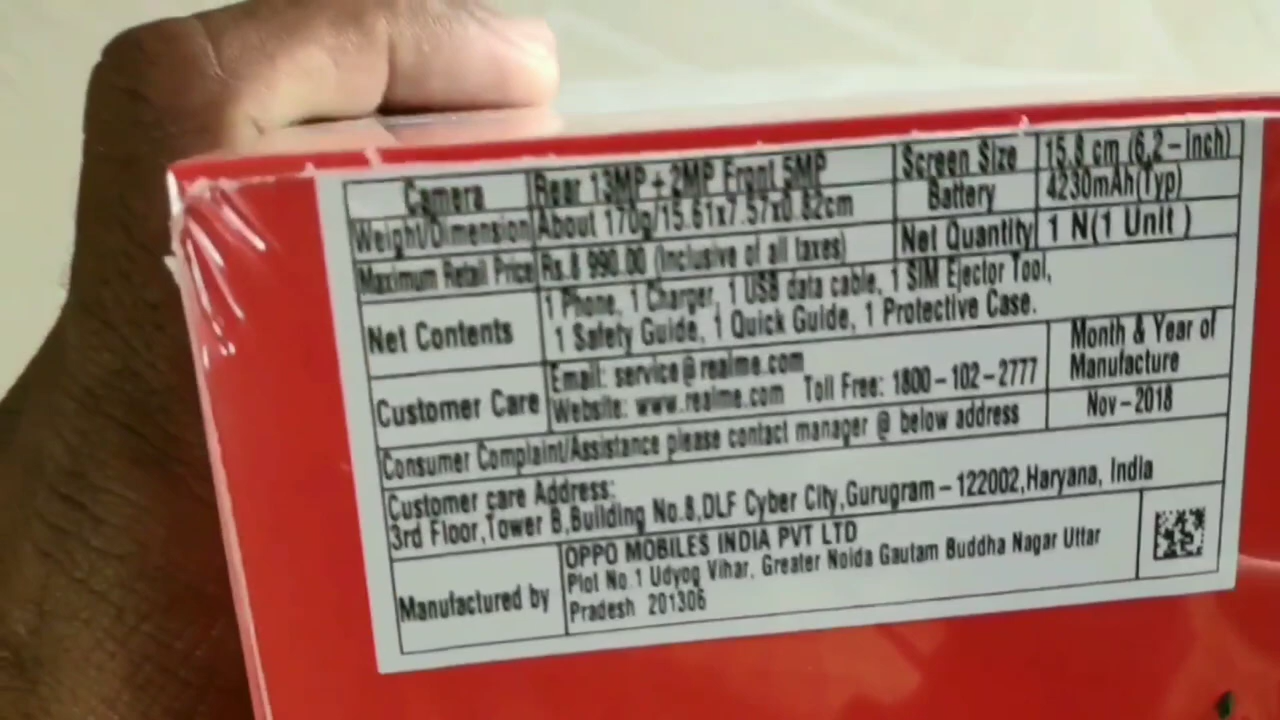 Camera Rear 13MP + 2MP Front 5MP Screen Size 15.8 cm (6.2 - Inch)
Weight/Dimension About 170g/15.61x7.57x0.82cm Battery 4230mAh(Typ)
Maximum Retail Price Rs.8 990.00 (Inclusive of all taxes) Net Quantity 1 N(1 Unit )
Net Contents 1 Phone, 1 Charger, 1 USB data cable, 1 SIM Ejector Tool,
1 Safety Guide, 1 Quick Guide, 1 Protective Case.
Customer Care Email: service@realme.com
Website: www.realme.com Toll Free: 1800-102-2777
Month & Year of
Manufacture
Nov-2018
Consumer Complaint/Assistance please contact manager @ below address
Customer care Address:
3rd Floor,Tower B,Building No.8,DLF Cyber City,Gurugram - 122002,Haryana, India
Manufactured by OPPO MOBILES INDIA PVT LTD
Plot No.1 Udyog Vihar, Greater Noida Gautam Buddha Nagar Uttar
Pradesh 201306